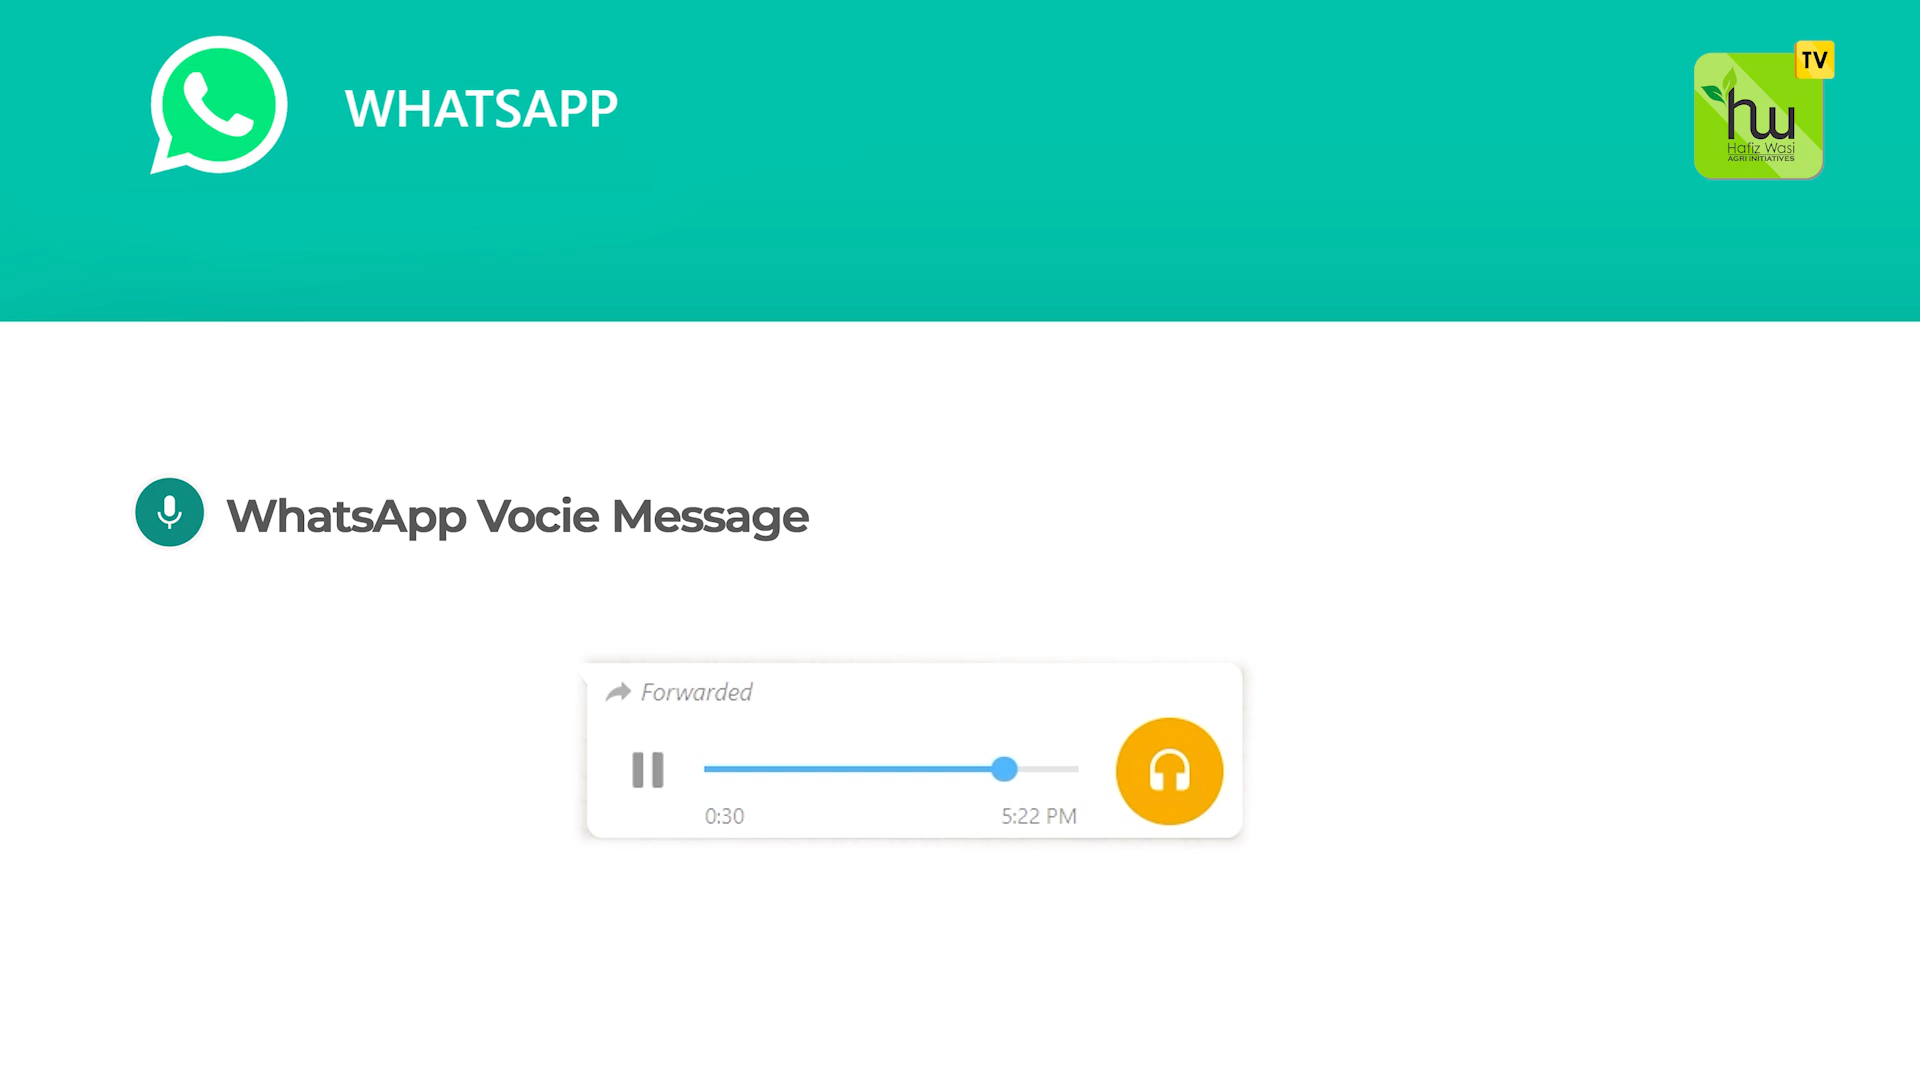 WHATSAPP
TV
hw
Hafiz Wasi
AGRI INITIATIVES
WhatsApp Vocie Message
Forwarded
0:30
5:22 PM